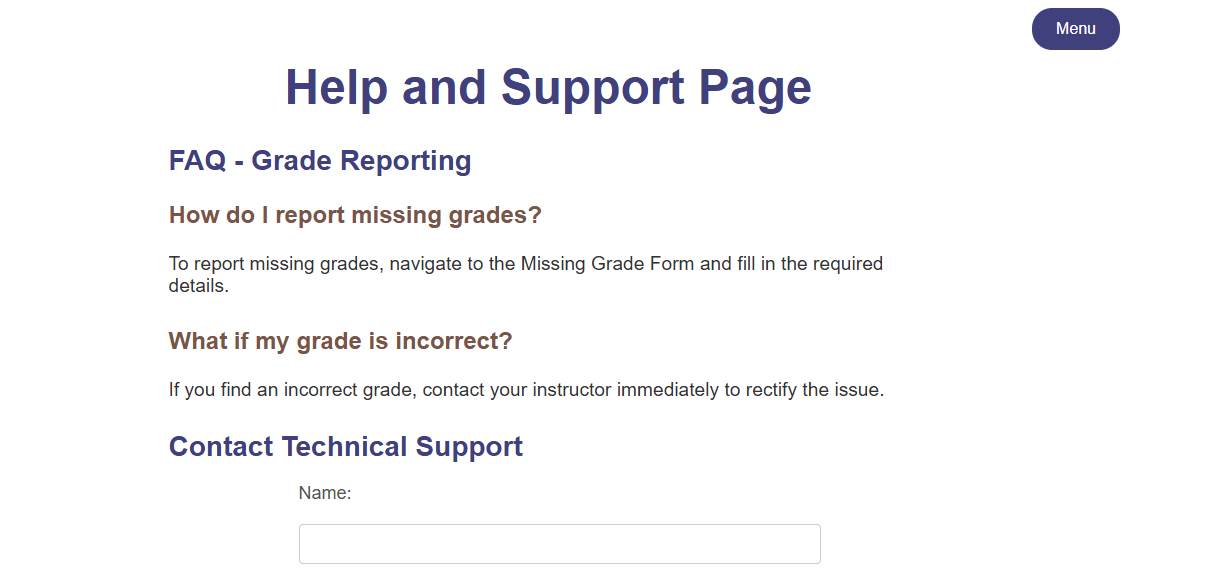 Menu
Help and Support Page
FAQ - Grade Reporting
How do I report missing grades?
To report missing grades, navigate to the Missing Grade Form and fill in the required
details.
What if my grade is incorrect?
If you find an incorrect grade, contact your instructor immediately to rectify the issue.
Contact Technical Support
Name: